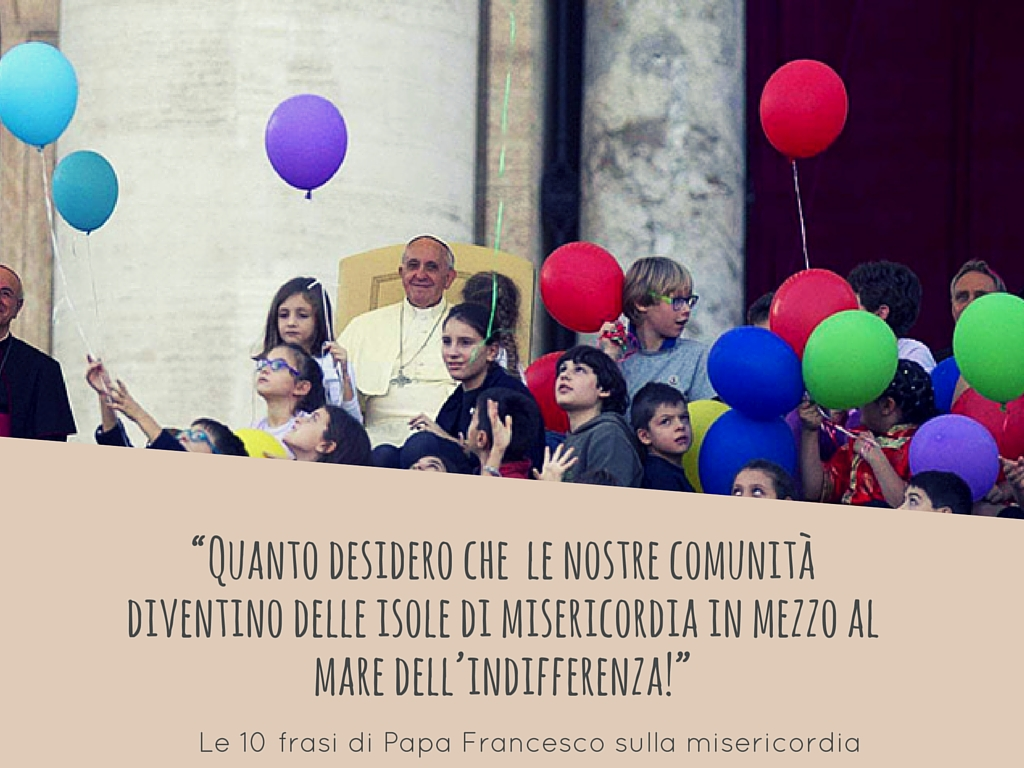 “Quanto desidero che le nostre comunità
diventino delle isole di misericordia in mezzo al
mare dell’indifferenza!”
Le 10 frasi di Papa Francesco sulla misericordia